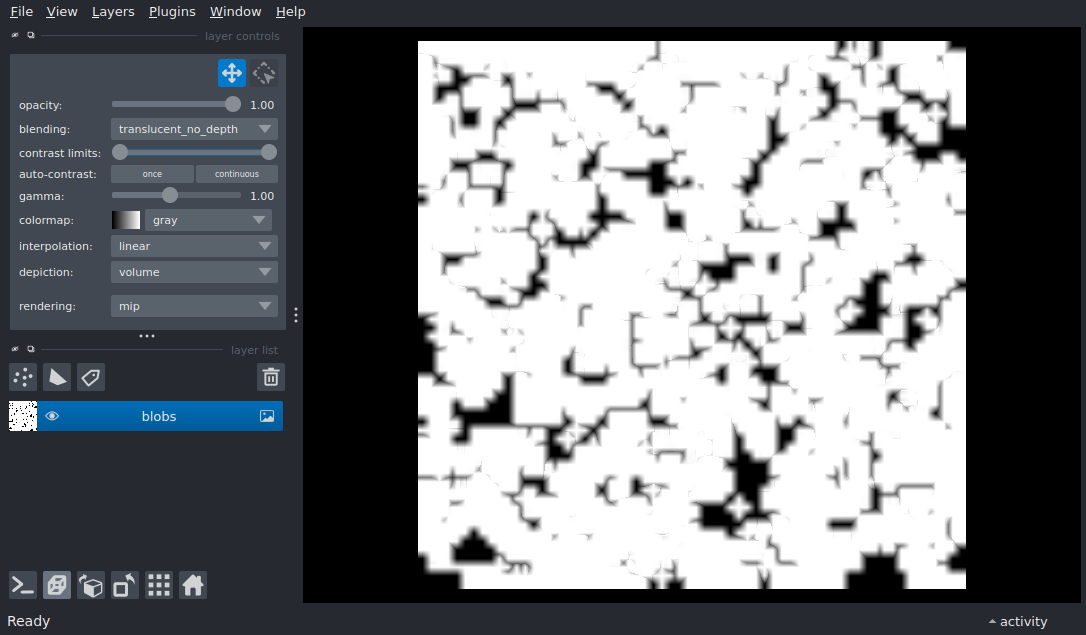 File View Layers Plugins Window Help
layer controls
opacity: 1.00
blending: translucent_no_depth
contrast limits:
auto-contrast: once continuous
gamma: 1.00
colormap: gray
interpolation: linear
depiction: volume
rendering: mip
layer list
blobs
Ready activity